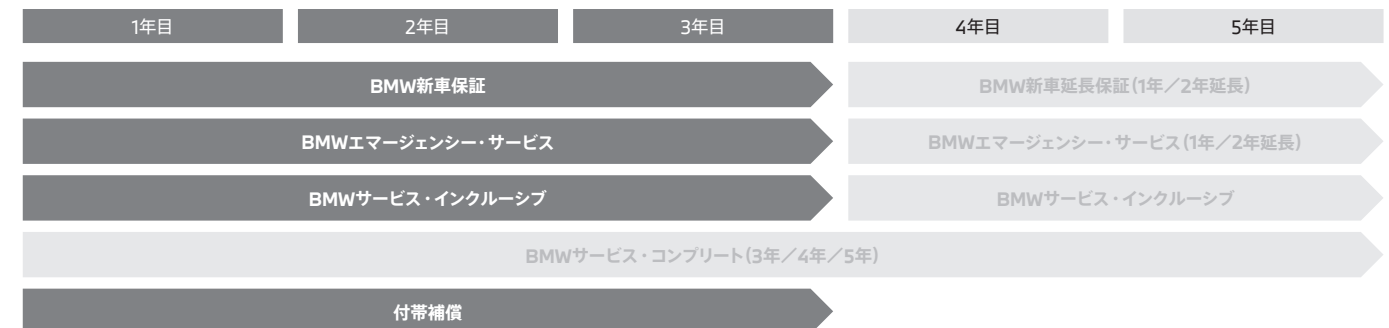 1年目 2年目 3年目 4年目 5年目
BMW新車保証 BMW新車延長保証(1年／2年延長)
BMWエマージェンシー・サービス BMWエマージェンシー・サービス(1年／2年延長)
BMWサービス・インクルーシブ BMWサービス・インクルーシブ
BMWサービス・コンプリート(3年／4年／5年)
付帯補償